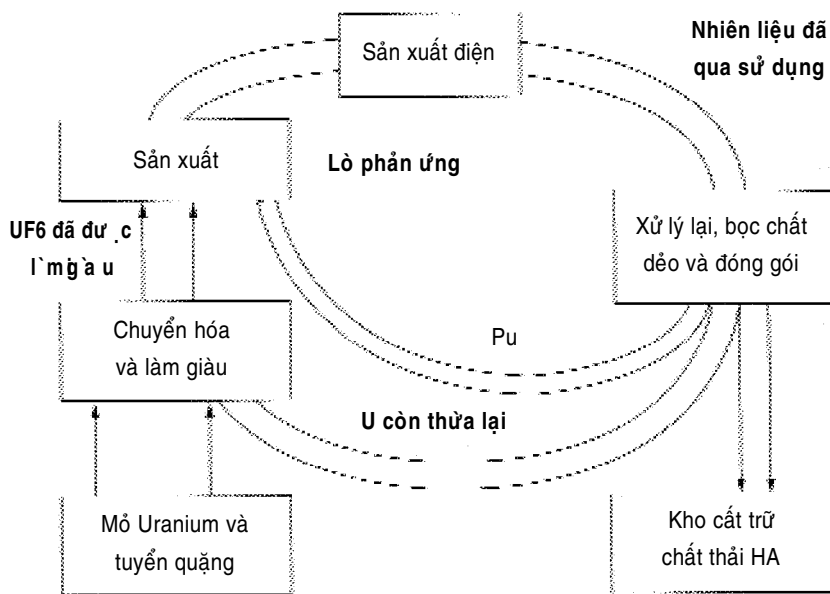 Sản xuất điện
Nhiên liệu đã
qua sử dụng
Sản xuất
Lò phản ứng
UF6 đã đư ̣c
l`mg̣i`a u
Xử lý lại, bọc chất
dẻo và đóng gói
Chuyển hóa
và làm giàu
Pu
U còn thừa lại
Mỏ Uranium và
tuyển quặng
Kho cất trữ
chất thải HA